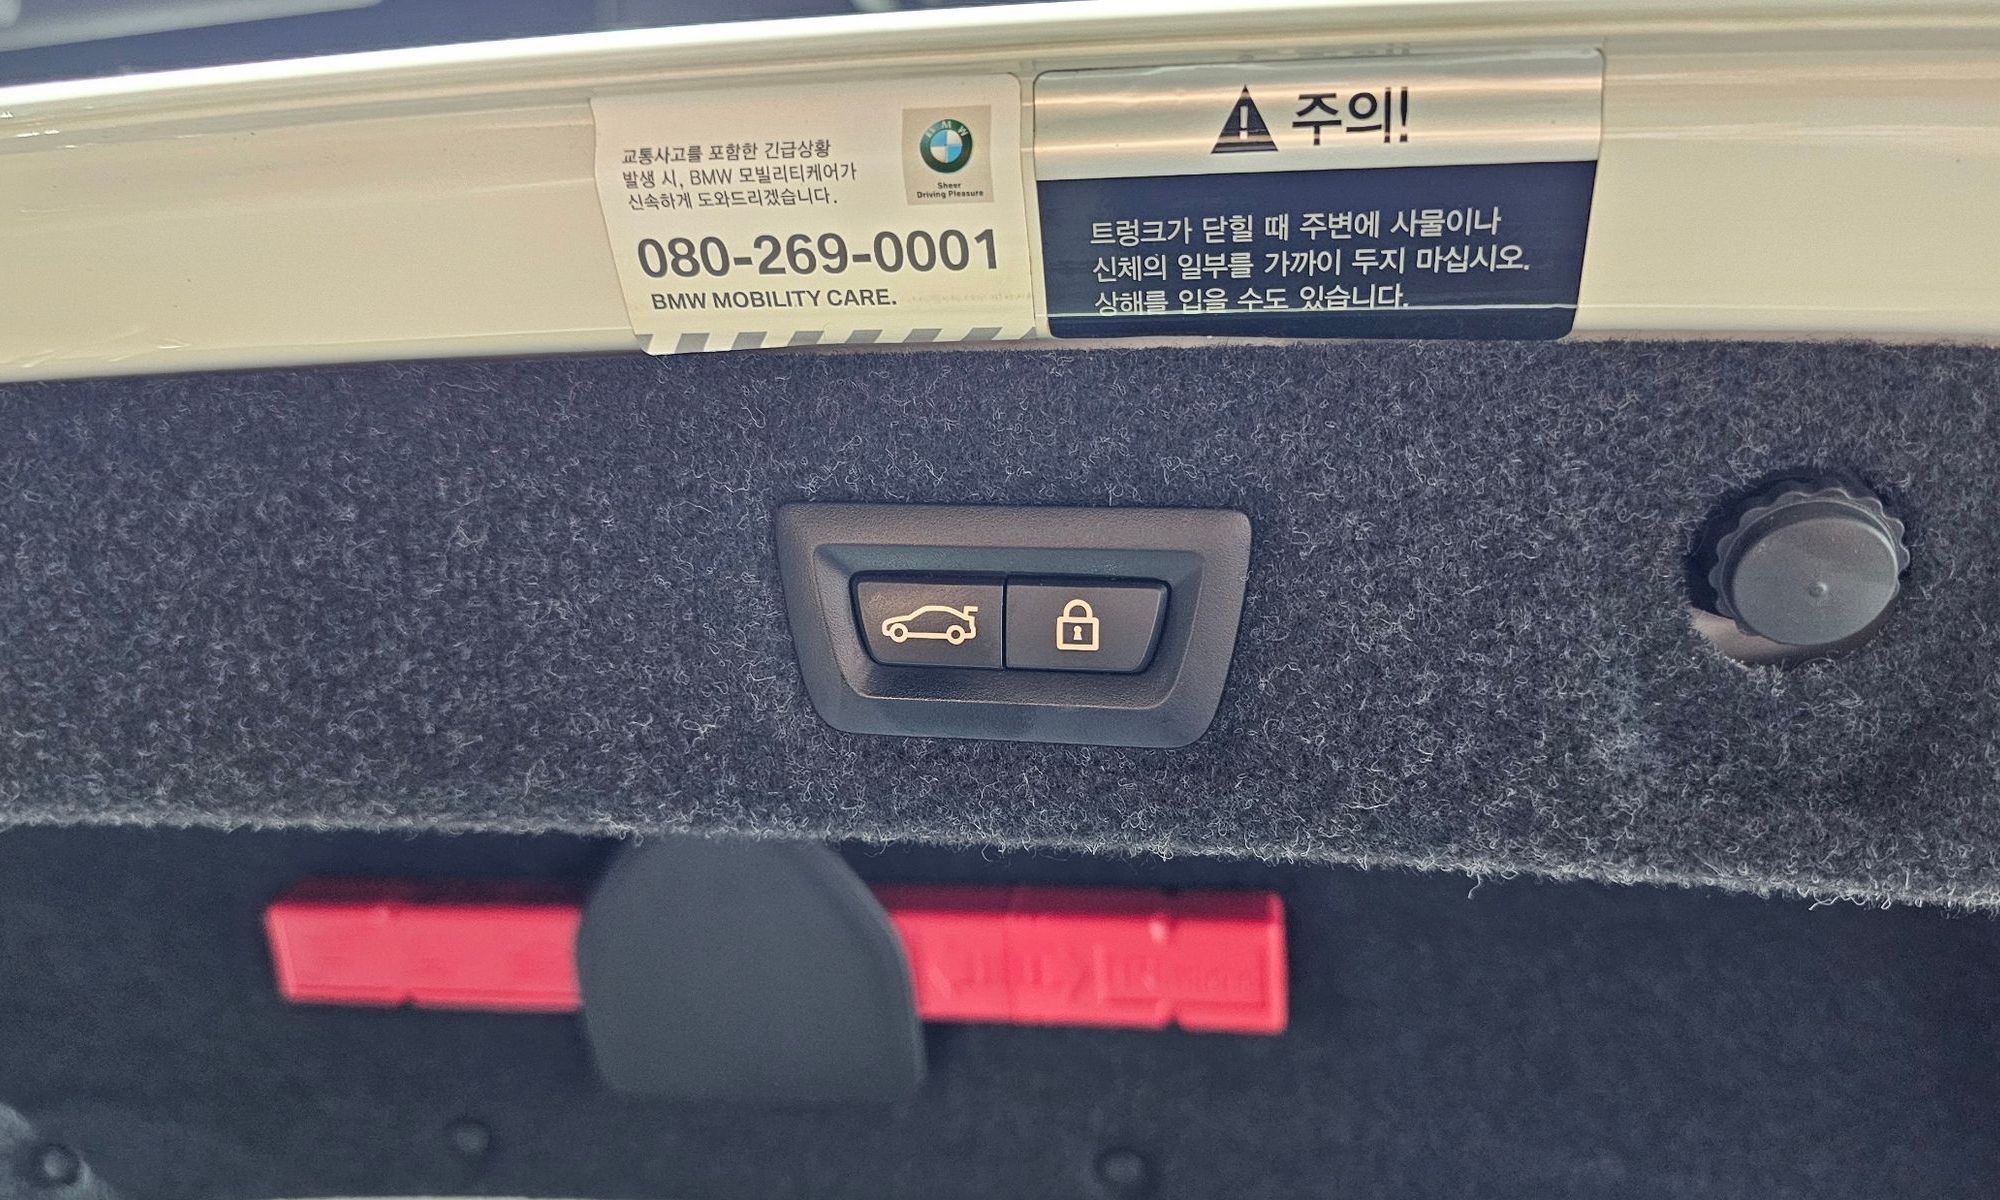 교통사고를 포함한 긴급상황
발생 시, BMW 모빌리티케어가
신속하게 도와드리겠습니다.
BMW
Sheer
Driving Pleasure
080-269-0001
BMW MOBILITY CARE.
주의!
트렁크가 닫힐 때 주변에 사물이나
신체의 일부를 가까이 두지 마십시오.
상해를 입을 수도 있습니다.